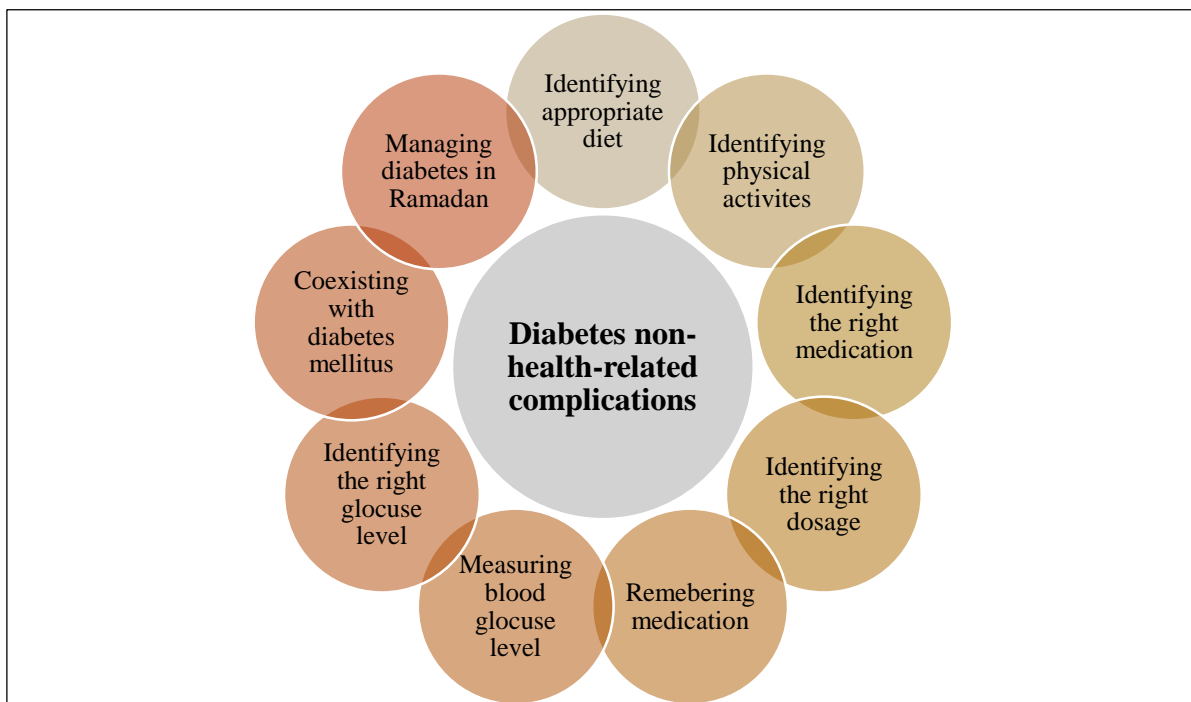 Identifying
appropriate
diet
Identifying
physical
activites
Identifying
the right
medication
Identifying
the right
dosage
Remebering
medication
Measuring
blood
glocuse
level
Identifying
the right
glocuse
level
Coexisting
with
diabetes
mellitus
Managing
diabetes in
Ramadan
Diabetes non-
health-related
complications